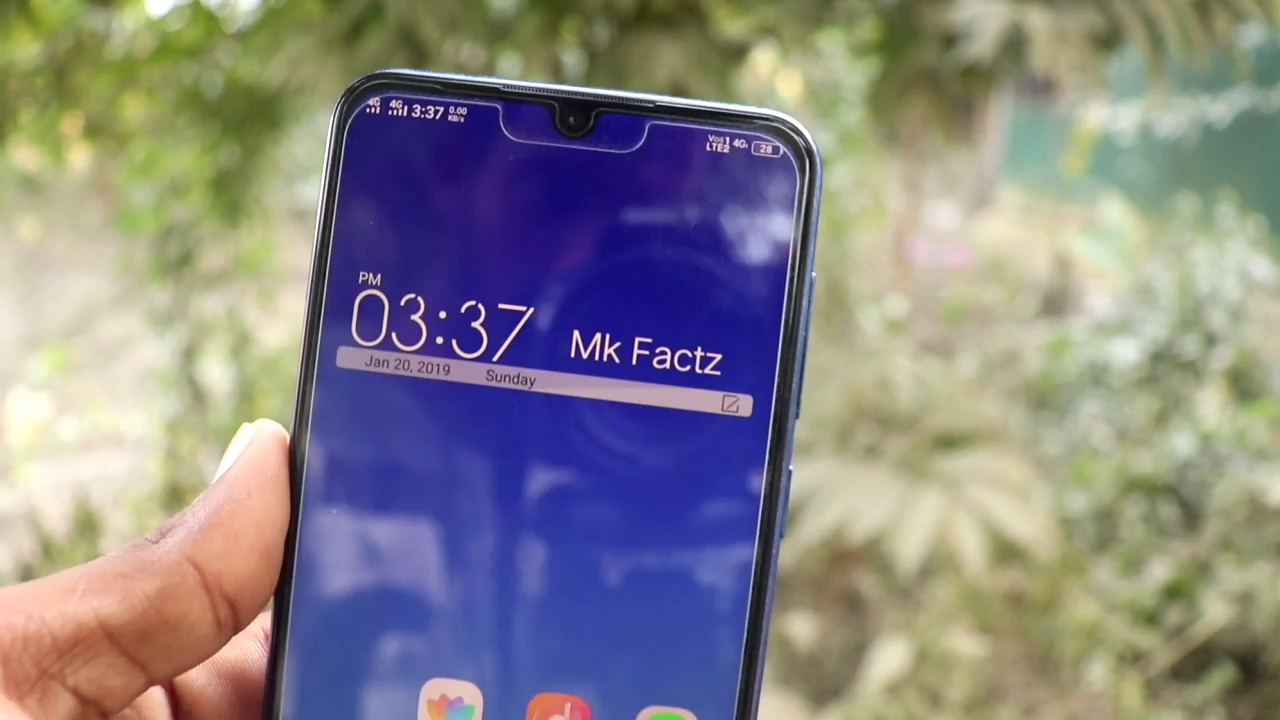 4G 4G 3:37 0.00 KB/s
LTE2 4G 28
PM
03:37 Mk Factz
Jan 20, 2019 Sunday